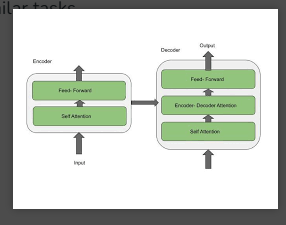 ilar tasks
Encoder
Feed- Forward
Self Attention
Input
Decoder
Output
Feed- Forward
Encoder- Decoder Attention
Self Attention